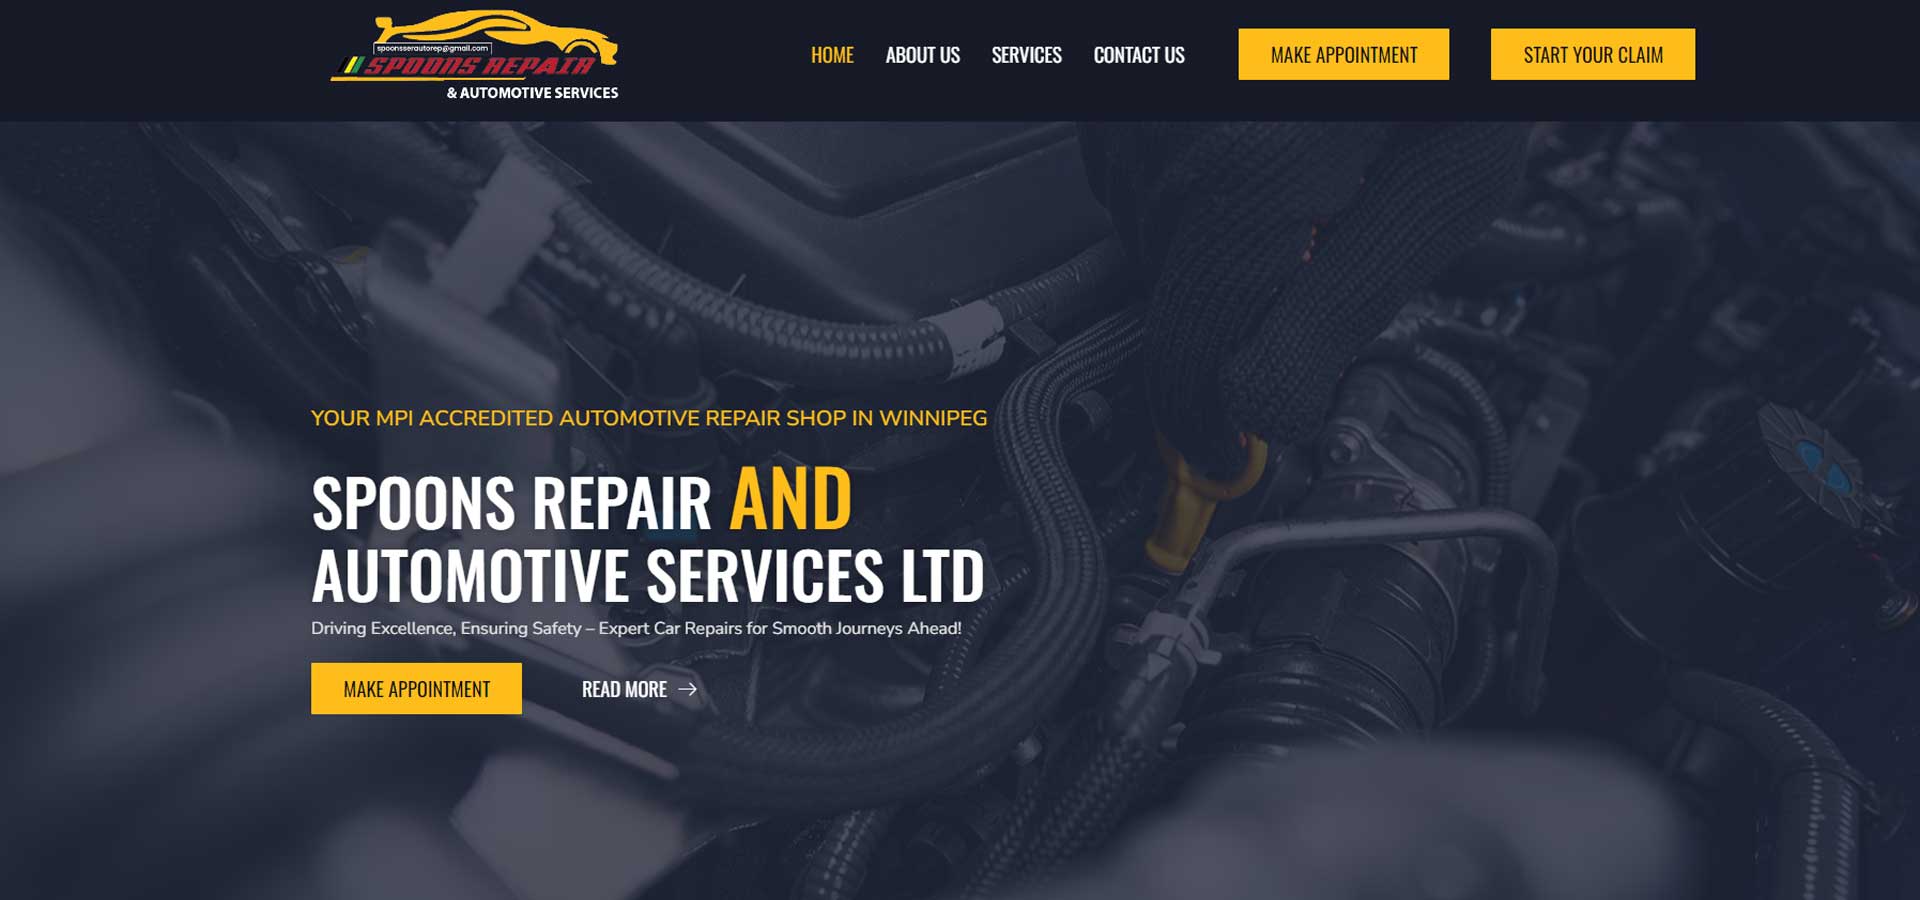 spoonsserautorep@gmail.com
SPOONS REPAIR
& AUTOMOTIVE SERVICES
HOME
ABOUT US
SERVICES
CONTACT US
MAKE APPOINTMENT
START YOUR CLAIM
YOUR MPI ACCREDITED AUTOMOTIVE REPAIR SHOP IN WINNIPEG
SPOONS REPAIR AND
AUTOMOTIVE SERVICES LTD
Driving Excellence, Ensuring Safety – Expert Car Repairs for Smooth Journeys Ahead!
MAKE APPOINTMENT
READ MORE →